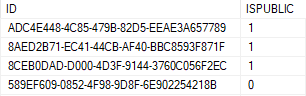 ID ISPUBLIC
ADC4E448-4C85-479B-82D5-EEAE3A657789 1
8AED2B71-EC41-44CB-AF40-BBC8593F871F 1
8CEB0DAD-D000-4D3F-9144-3760C056F2EC 1
589EF609-0852-4F98-9D8F-6E902254218B 0